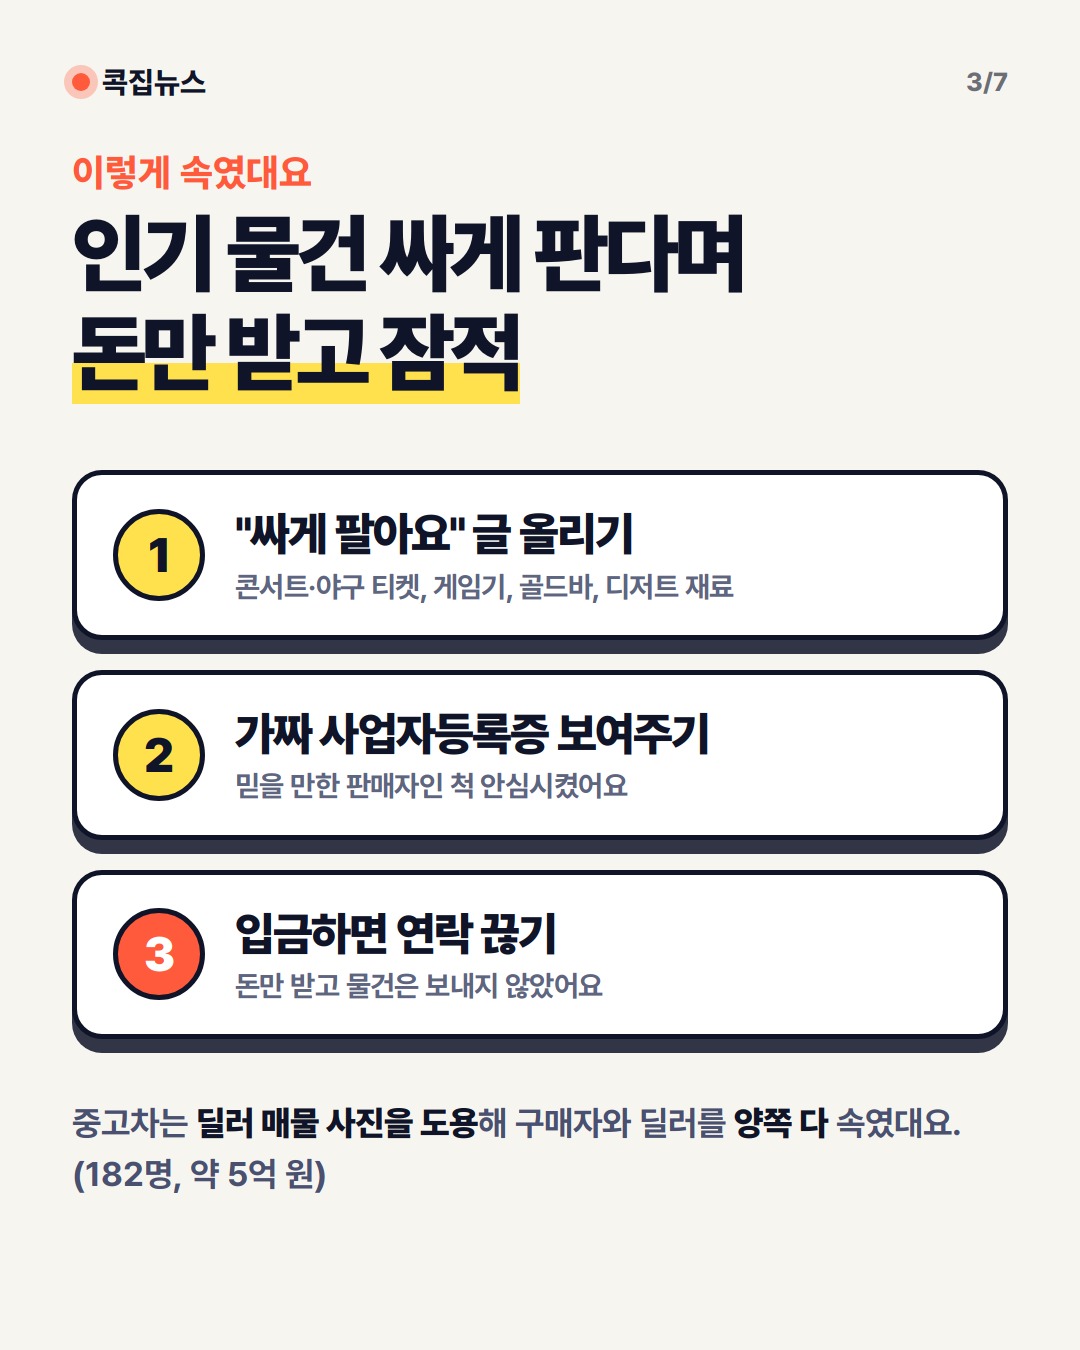 콕집뉴스
3/7
이렇게 속였대요
인기 물건 싸게 판다며
돈만 받고 잠적
1
"싸게 팔아요" 글 올리기
콘서트·야구 티켓, 게임기, 골드바, 디저트 재료
2
가짜 사업자등록증 보여주기
믿을 만한 판매자인 척 안심시켰어요
3
입금하면 연락 끊기
돈만 받고 물건은 보내지 않았어요
중고차는 딜러 매물 사진을 도용해 구매자와 딜러를 양쪽 다 속였대요.
(182명, 약 5억 원)